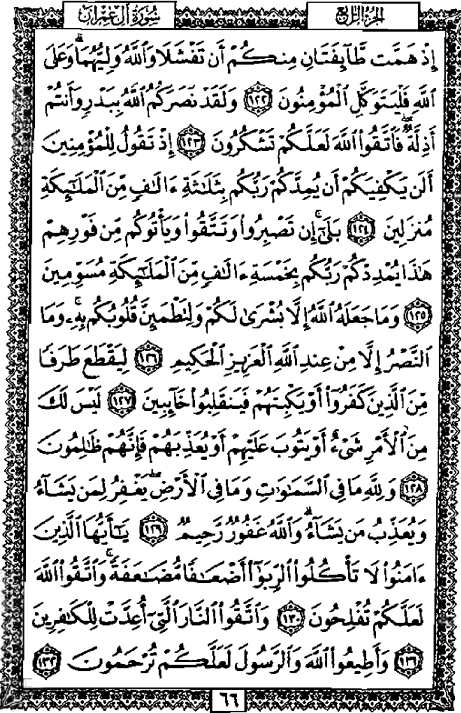 الجزء الرابع
سورة آل عمران
إِذْ هَمَّت طَّآئِفَتَانِ مِنكُمْ أَن تَفْشَلَا وَٱللَّهُ وَلِيُّهُمَا ۗ وَعَلَى
ٱللَّهِ فَلْيَتَوَكَّلِ ٱلْمُؤْمِنُونَ ١٢٢ وَلَقَدْ نَصَرَكُمُ ٱللَّهُ بِبَدْرٍ وَأَنتُمْ
أَذِلَّةٌ ۖ فَٱتَّقُوا۟ ٱللَّهَ لَعَلَّكُمْ تَشْكُرُونَ ١٢٣ إِذْ تَقُولُ لِلْمُؤْمِنِينَ
أَلَن يَكْفِيَكُمْ أَن يُمِدَّكُمْ رَبُّكُم بِثَلَـٰثَةِ ءَالَـٰفٍ مِّنَ ٱلْمَلَـٰٓئِكَةِ
مُنزَلِينَ ١٢٤ بَلَىٰٓ ۚ إِن تَصْبِرُوا۟ وَتَتَّقُوا۟ وَيَأْتُوكُم مِّن فَوْرِهِمْ
هَـٰذَا يُمْدِدْكُمْ رَبُّكُم بِخَمْسَةِ ءَالَـٰفٍ مِّنَ ٱلْمَلَـٰٓئِكَةِ مُسَوِّمِينَ
١٢٥ وَمَا جَعَلَهُ ٱللَّهُ إِلَّا بُشْرَىٰ لَكُمْ وَلِتَطْمَئِنَّ قُلُوبُكُم بِهِۦ ۗ وَمَا
ٱلنَّصْرُ إِلَّا مِنْ عِندِ ٱللَّهِ ٱلْعَزِيزِ ٱلْحَكِيمِ ١٢٦ لِيَقْطَعَ طَرَفًا
مِّنَ ٱلَّذِينَ كَفَرُوٓا۟ أَوْ يَكْبِتَهُمْ فَيَنقَلِبُوا۟ خَآئِبِينَ ١٢٧ لَيْسَ لَكَ
مِنَ ٱلْأَمْرِ شَىْءٌ أَوْ يَتُوبَ عَلَيْهِمْ أَوْ يُعَذِّبَهُمْ فَإِنَّهُمْ ظَـٰلِمُونَ
١٢٨ وَلِلَّهِ مَا فِى ٱلسَّمَـٰوَٰتِ وَمَا فِى ٱلْأَرْضِ ۚ يَغْفِرُ لِمَن يَشَآءُ
وَيُعَذِّبُ مَن يَشَآءُ ۚ وَٱللَّهُ غَفُورٌ رَّحِيمٌ ١٢٩ يَـٰٓأَيُّهَا ٱلَّذِينَ
ءَامَنُوا۟ لَا تَأْكُلُوا۟ ٱلرِّبَوٰٓا۟ أَضْعَـٰفًا مُّضَـٰعَفَةً ۖ وَٱتَّقُوا۟ ٱللَّهَ
لَعَلَّكُمْ تُفْلِحُونَ ١٣٠ وَٱتَّقُوا۟ ٱلنَّارَ ٱلَّتِىٓ أُعِدَّتْ لِلْكَـٰفِرِينَ
١٣١ وَأَطِيعُوا۟ ٱللَّهَ وَٱلرَّسُولَ لَعَلَّكُمْ تُرْحَمُونَ ١٣٢
٦٦